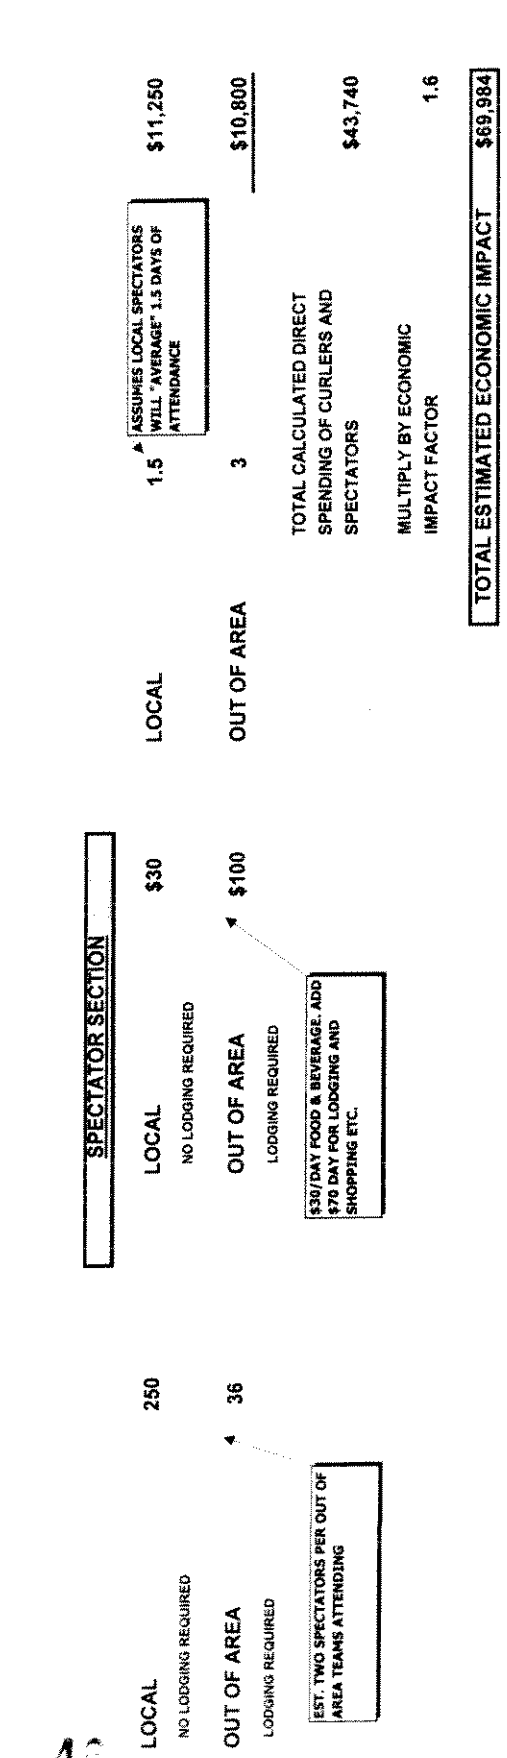 SPECTATOR SECTION
LOCAL 250 LOCAL $30 LOCAL 1.5 $11,250
ASSUMES LOCAL SPECTATORS
WILL "AVERAGE" 1.5 DAYS OF
ATTENDANCE
NO LODGING REQUIRED NO LODGING REQUIRED
OUT OF AREA 36 OUT OF AREA $100 OUT OF AREA 3 $10,800
LODGING REQUIRED LODGING REQUIRED
EST. TWO SPECTATORS PER OUT OF
AREA TEAMS ATTENDING
$30/DAY FOOD & BEVERAGE. ADD
$70 DAY FOR LODGING AND
SHOPPING ETC.
TOTAL CALCULATED DIRECT
SPENDING OF CURLERS AND
SPECTATORS $43,740
MULTIPLY BY ECONOMIC
IMPACT FACTOR 1.6
TOTAL ESTIMATED ECONOMIC IMPACT $69,984